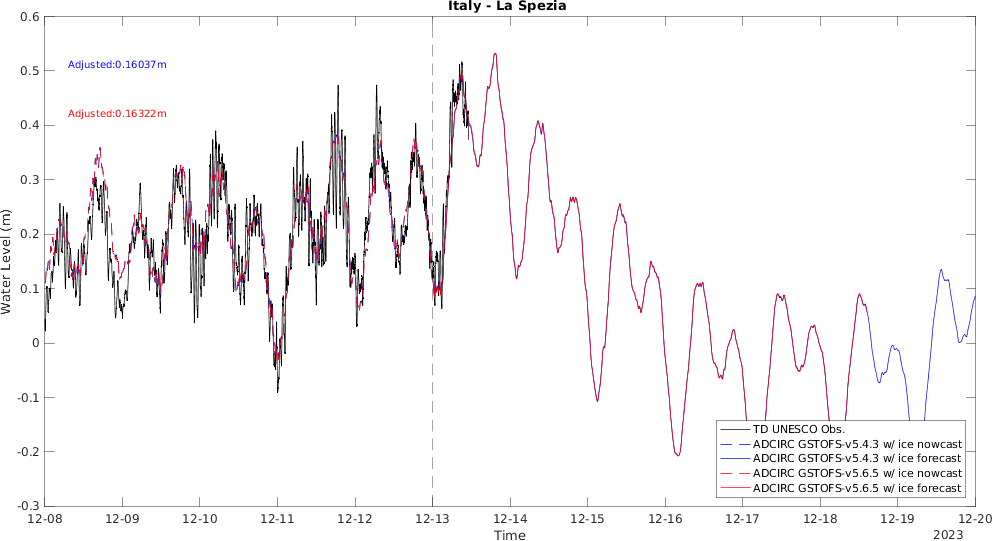 Italy - La Spezia
0.6
0.5
0.4
0.3
0.2
0.1
0
-0.1
-0.2
-0.3
Water Level (m)
Adjusted:0.16037m
Adjusted:0.16322m
TD UNESCO Obs.
ADCIRC GSTOFS-v5.4.3 w/ ice nowcast
ADCIRC GSTOFS-v5.4.3 w/ ice forecast
ADCIRC GSTOFS-v5.6.5 w/ ice nowcast
ADCIRC GSTOFS-v5.6.5 w/ ice forecast
12-08 12-09 12-10 12-11 12-12 12-13 12-14 12-15 12-16 12-17 12-18 12-19 12-20
Time
2023